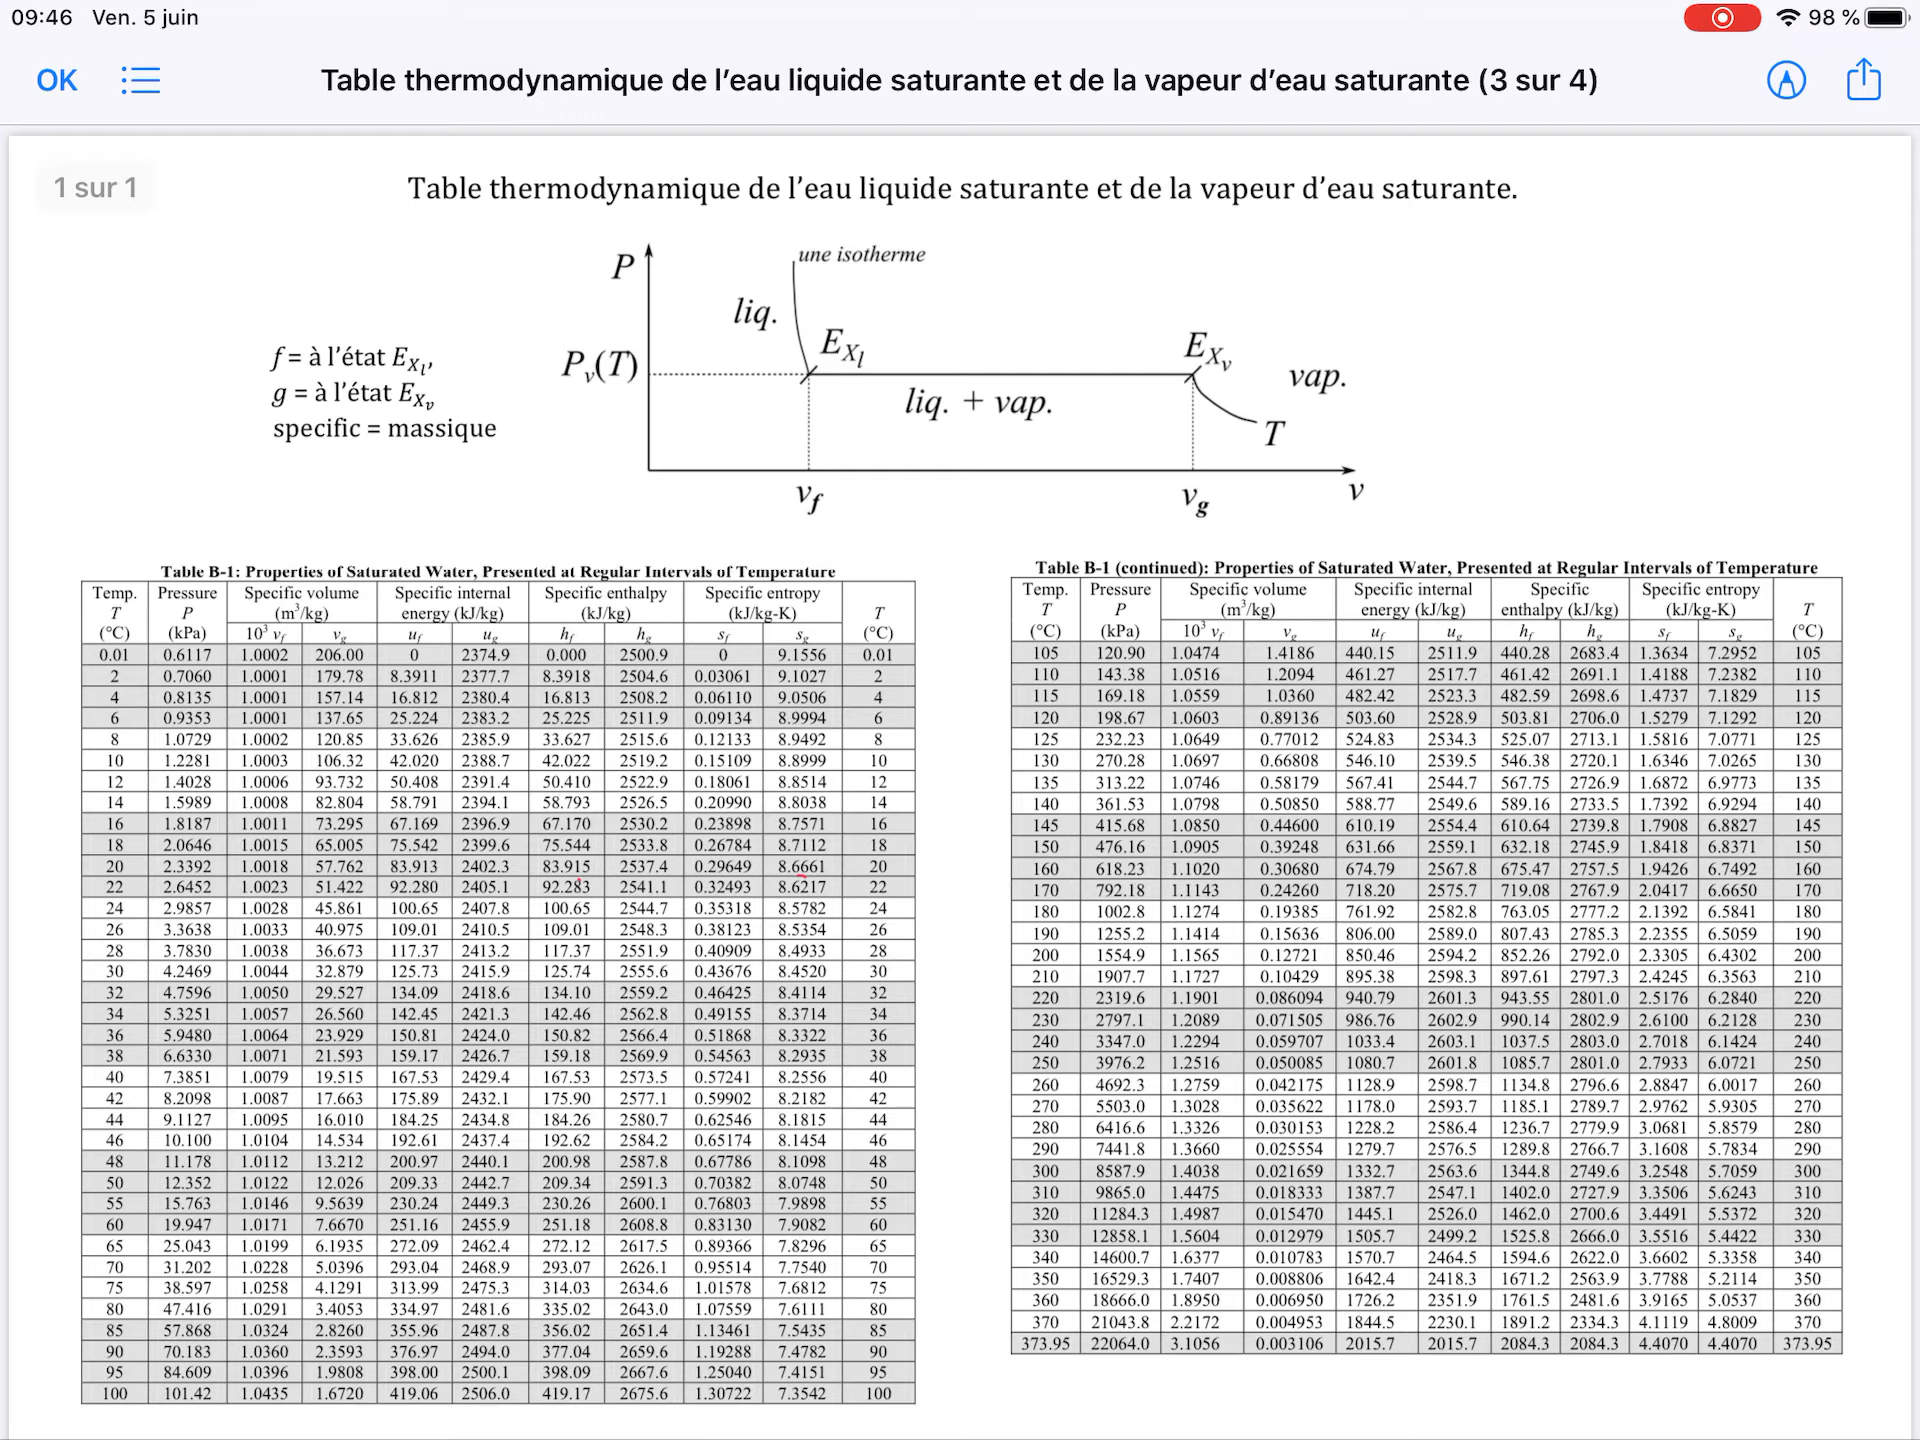 09:46 Ven. 5 juin
98 %
OK
Table thermodynamique de l’eau liquide saturante et de la vapeur d’eau saturante (3 sur 4)
1 sur 1
Table thermodynamique de l’eau liquide saturante et de la vapeur d’eau saturante.
P
une isotherme
liq.
E_Xl
E_Xv
P_v(T)
vap.
liq. + vap.
T
v_f
v_g
v
f = à l’état E_Xl,
g = à l’état E_Xv
specific = massique
Table B-1: Properties of Saturated Water, Presented at Regular Intervals of Temperature
Temp. Pressure Specific volume Specific internal Specific enthalpy Specific entropy
T P (m³/kg) energy (kJ/kg) (kJ/kg) (kJ/kg-K) T
(°C) (kPa) 10³ v_f v_g u_f u_g h_f h_g s_f s_g (°C)
0.01 0.6117 1.0002 206.00 0 2374.9 0.000 2500.9 0 9.1556 0.01
2 0.7060 1.0001 179.78 8.3911 2377.7 8.3918 2504.6 0.03061 9.1027 2
4 0.8135 1.0001 157.14 16.812 2380.4 16.813 2508.2 0.06110 9.0506 4
6 0.9353 1.0001 137.65 25.224 2383.2 25.225 2511.9 0.09134 8.9994 6
8 1.0729 1.0002 120.85 33.626 2385.9 33.627 2515.6 0.12133 8.9492 8
10 1.2281 1.0003 106.32 42.020 2388.7 42.022 2519.2 0.15109 8.8999 10
12 1.4028 1.0006 93.732 50.408 2391.4 50.410 2522.9 0.18061 8.8514 12
14 1.5989 1.0008 82.804 58.791 2394.1 58.793 2526.5 0.20990 8.8038 14
16 1.8187 1.0011 73.295 67.169 2396.9 67.170 2530.2 0.23898 8.7571 16
18 2.0646 1.0015 65.005 75.542 2399.6 75.544 2533.8 0.26784 8.7112 18
20 2.3392 1.0018 57.762 83.913 2402.3 83.915 2537.4 0.29649 8.6661 20
22 2.6452 1.0023 51.422 92.280 2405.1 92.283 2541.1 0.32493 8.6217 22
24 2.9857 1.0028 45.861 100.65 2407.8 100.65 2544.7 0.35318 8.5782 24
26 3.3638 1.0033 40.975 109.01 2410.5 109.01 2548.3 0.38123 8.5354 26
28 3.7830 1.0038 36.673 117.37 2413.2 117.37 2551.9 0.40909 8.4933 28
30 4.2469 1.0044 32.879 125.73 2415.9 125.74 2555.6 0.43676 8.4520 30
32 4.7596 1.0050 29.527 134.09 2418.6 134.10 2559.2 0.46425 8.4114 32
34 5.3251 1.0057 26.560 142.45 2421.3 142.46 2562.8 0.49155 8.3714 34
36 5.9480 1.0064 23.929 150.81 2424.0 150.82 2566.4 0.51868 8.3322 36
38 6.6330 1.0071 21.593 159.17 2426.7 159.18 2569.9 0.54563 8.2935 38
40 7.3851 1.0079 19.515 167.53 2429.4 167.53 2573.5 0.57241 8.2556 40
42 8.2098 1.0087 17.663 175.89 2432.1 175.90 2577.1 0.59902 8.2182 42
44 9.1127 1.0095 16.010 184.25 2434.8 184.26 2580.7 0.62546 8.1815 44
46 10.100 1.0104 14.534 192.61 2437.4 192.62 2584.2 0.65174 8.1454 46
48 11.178 1.0112 13.212 200.97 2440.1 200.98 2587.8 0.67786 8.1098 48
50 12.352 1.0122 12.026 209.33 2442.7 209.34 2591.3 0.70382 8.0748 50
55 15.763 1.0146 9.5639 230.24 2449.3 230.26 2600.1 0.76803 7.9898 55
60 19.947 1.0171 7.6670 251.16 2455.9 251.18 2608.8 0.83130 7.9082 60
65 25.043 1.0199 6.1935 272.09 2462.4 272.12 2617.5 0.89366 7.8296 65
70 31.202 1.0228 5.0396 293.04 2468.9 293.07 2626.1 0.95514 7.7540 70
75 38.597 1.0258 4.1291 313.99 2475.3 314.03 2634.6 1.01578 7.6812 75
80 47.416 1.0291 3.4053 334.97 2481.6 335.02 2643.0 1.07559 7.6111 80
85 57.868 1.0324 2.8260 355.96 2487.8 356.02 2651.4 1.13461 7.5435 85
90 70.183 1.0360 2.3593 376.97 2494.0 377.04 2659.6 1.19288 7.4782 90
95 84.609 1.0396 1.9808 398.00 2500.1 398.09 2667.6 1.25040 7.4151 95
100 101.42 1.0435 1.6720 419.06 2506.0 419.17 2675.6 1.30722 7.3542 100
Table B-1 (continued): Properties of Saturated Water, Presented at Regular Intervals of Temperature
Temp. Pressure Specific volume Specific internal Specific Specific entropy
T P (m³/kg) energy (kJ/kg) enthalpy (kJ/kg) (kJ/kg-K) T
(°C) (kPa) 10³ v_f v_g u_f u_g h_f h_g s_f s_g (°C)
105 120.90 1.0474 1.4186 440.15 2511.9 440.28 2683.4 1.3634 7.2952 105
110 143.38 1.0516 1.2094 461.27 2517.7 461.42 2691.1 1.4188 7.2382 110
115 169.18 1.0559 1.0360 482.42 2523.3 482.59 2698.6 1.4737 7.1829 115
120 198.67 1.0603 0.89136 503.60 2528.9 503.81 2706.0 1.5279 7.1292 120
125 232.23 1.0649 0.77012 524.83 2534.3 525.07 2713.1 1.5816 7.0771 125
130 270.28 1.0697 0.66808 546.10 2539.5 546.38 2720.1 1.6346 7.0265 130
135 313.22 1.0746 0.58179 567.41 2544.7 567.75 2726.9 1.6872 6.9773 135
140 361.53 1.0798 0.50850 588.77 2549.6 589.16 2733.5 1.7392 6.9294 140
145 415.68 1.0850 0.44600 610.19 2554.4 610.64 2739.8 1.7908 6.8827 145
150 476.16 1.0905 0.39248 631.66 2559.1 632.18 2745.9 1.8418 6.8371 150
160 618.23 1.1020 0.30680 674.79 2567.8 675.47 2757.5 1.9426 6.7492 160
170 792.18 1.1143 0.24260 718.20 2575.7 719.08 2767.9 2.0417 6.6650 170
180 1002.8 1.1274 0.19385 761.92 2582.8 763.05 2777.2 2.1392 6.5841 180
190 1255.2 1.1414 0.15636 806.00 2589.0 807.43 2785.3 2.2355 6.5059 190
200 1554.9 1.1565 0.12721 850.46 2594.2 852.26 2792.0 2.3305 6.4302 200
210 1907.7 1.1727 0.10429 895.38 2598.3 897.61 2797.3 2.4245 6.3563 210
220 2319.6 1.1901 0.086094 940.79 2601.3 943.55 2801.0 2.5176 6.2840 220
230 2797.1 1.2089 0.071505 986.76 2602.9 990.14 2802.9 2.6100 6.2128 230
240 3347.0 1.2294 0.059707 1033.4 2603.1 1037.5 2803.0 2.7018 6.1424 240
250 3976.2 1.2516 0.050085 1080.7 2601.8 1085.7 2801.0 2.7933 6.0721 250
260 4692.3 1.2759 0.042175 1128.9 2598.7 1134.8 2796.6 2.8847 6.0017 260
270 5503.0 1.3028 0.035622 1178.0 2593.7 1185.1 2789.7 2.9762 5.9305 270
280 6416.6 1.3326 0.030153 1228.2 2586.4 1236.7 2779.9 3.0681 5.8579 280
290 7441.8 1.3660 0.025554 1279.7 2576.5 1289.8 2766.7 3.1608 5.7834 290
300 8587.9 1.4038 0.021659 1332.7 2563.6 1344.8 2749.6 3.2548 5.7059 300
310 9865.0 1.4475 0.018333 1387.7 2547.1 1402.0 2727.9 3.3506 5.6243 310
320 11284.3 1.4987 0.015470 1445.1 2526.0 1462.0 2700.6 3.4491 5.5372 320
330 12858.1 1.5604 0.012979 1505.7 2499.2 1525.8 2666.0 3.5516 5.4422 330
340 14600.7 1.6377 0.010783 1570.7 2464.5 1594.6 2622.0 3.6602 5.3358 340
350 16529.3 1.7407 0.008806 1642.4 2418.3 1671.2 2563.9 3.7788 5.2114 350
360 18666.0 1.8950 0.006950 1726.2 2351.9 1761.5 2481.6 3.9165 5.0537 360
370 21043.8 2.2172 0.004953 1844.5 2230.1 1891.2 2334.3 4.1119 4.8009 370
373.95 22064.0 3.1056 0.003106 2015.7 2015.7 2084.3 2084.3 4.4070 4.4070 373.95